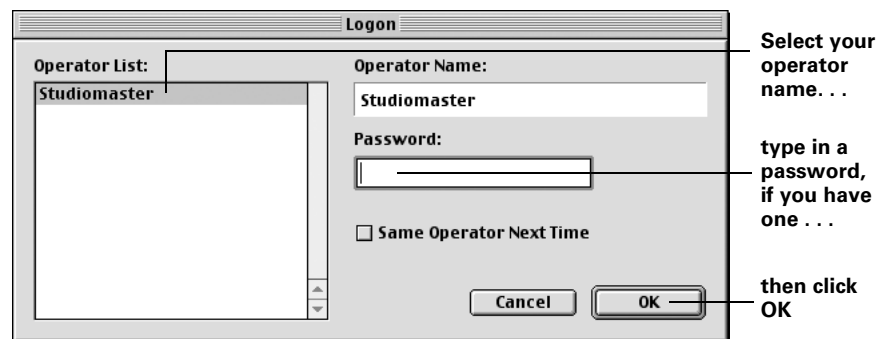 Logon
Operator List:
Studiomaster
Operator Name:
Studiomaster
Password:
Same Operator Next Time
Cancel
OK
Select your
operator
name. . .
type in a
password,
if you have
one . . .
then click
OK